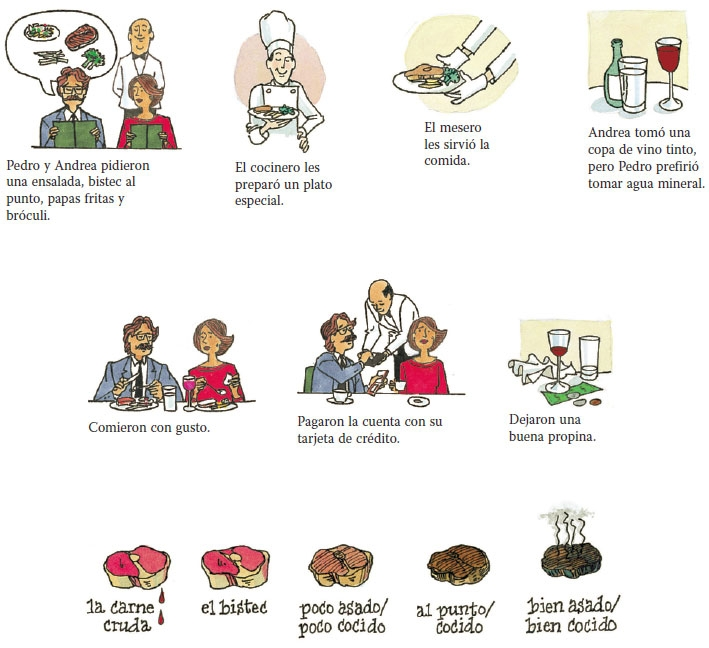 Pedro y Andrea pidieron
una ensalada, bistec al
punto, papas fritas y
bróculi.
El cocinero les
preparó un plato
especial.
El mesero
les sirvió la
comida.
Andrea tomó una
copa de vino tinto,
pero Pedro prefirió
tomar agua mineral.
Comieron con gusto.
Pagaron la cuenta con su
tarjeta de crédito.
Dejaron una
buena propina.
la carne
cruda
el bistec
poco asado/
poco cocido
al punto/
cocido
bien asado/
bien cocido